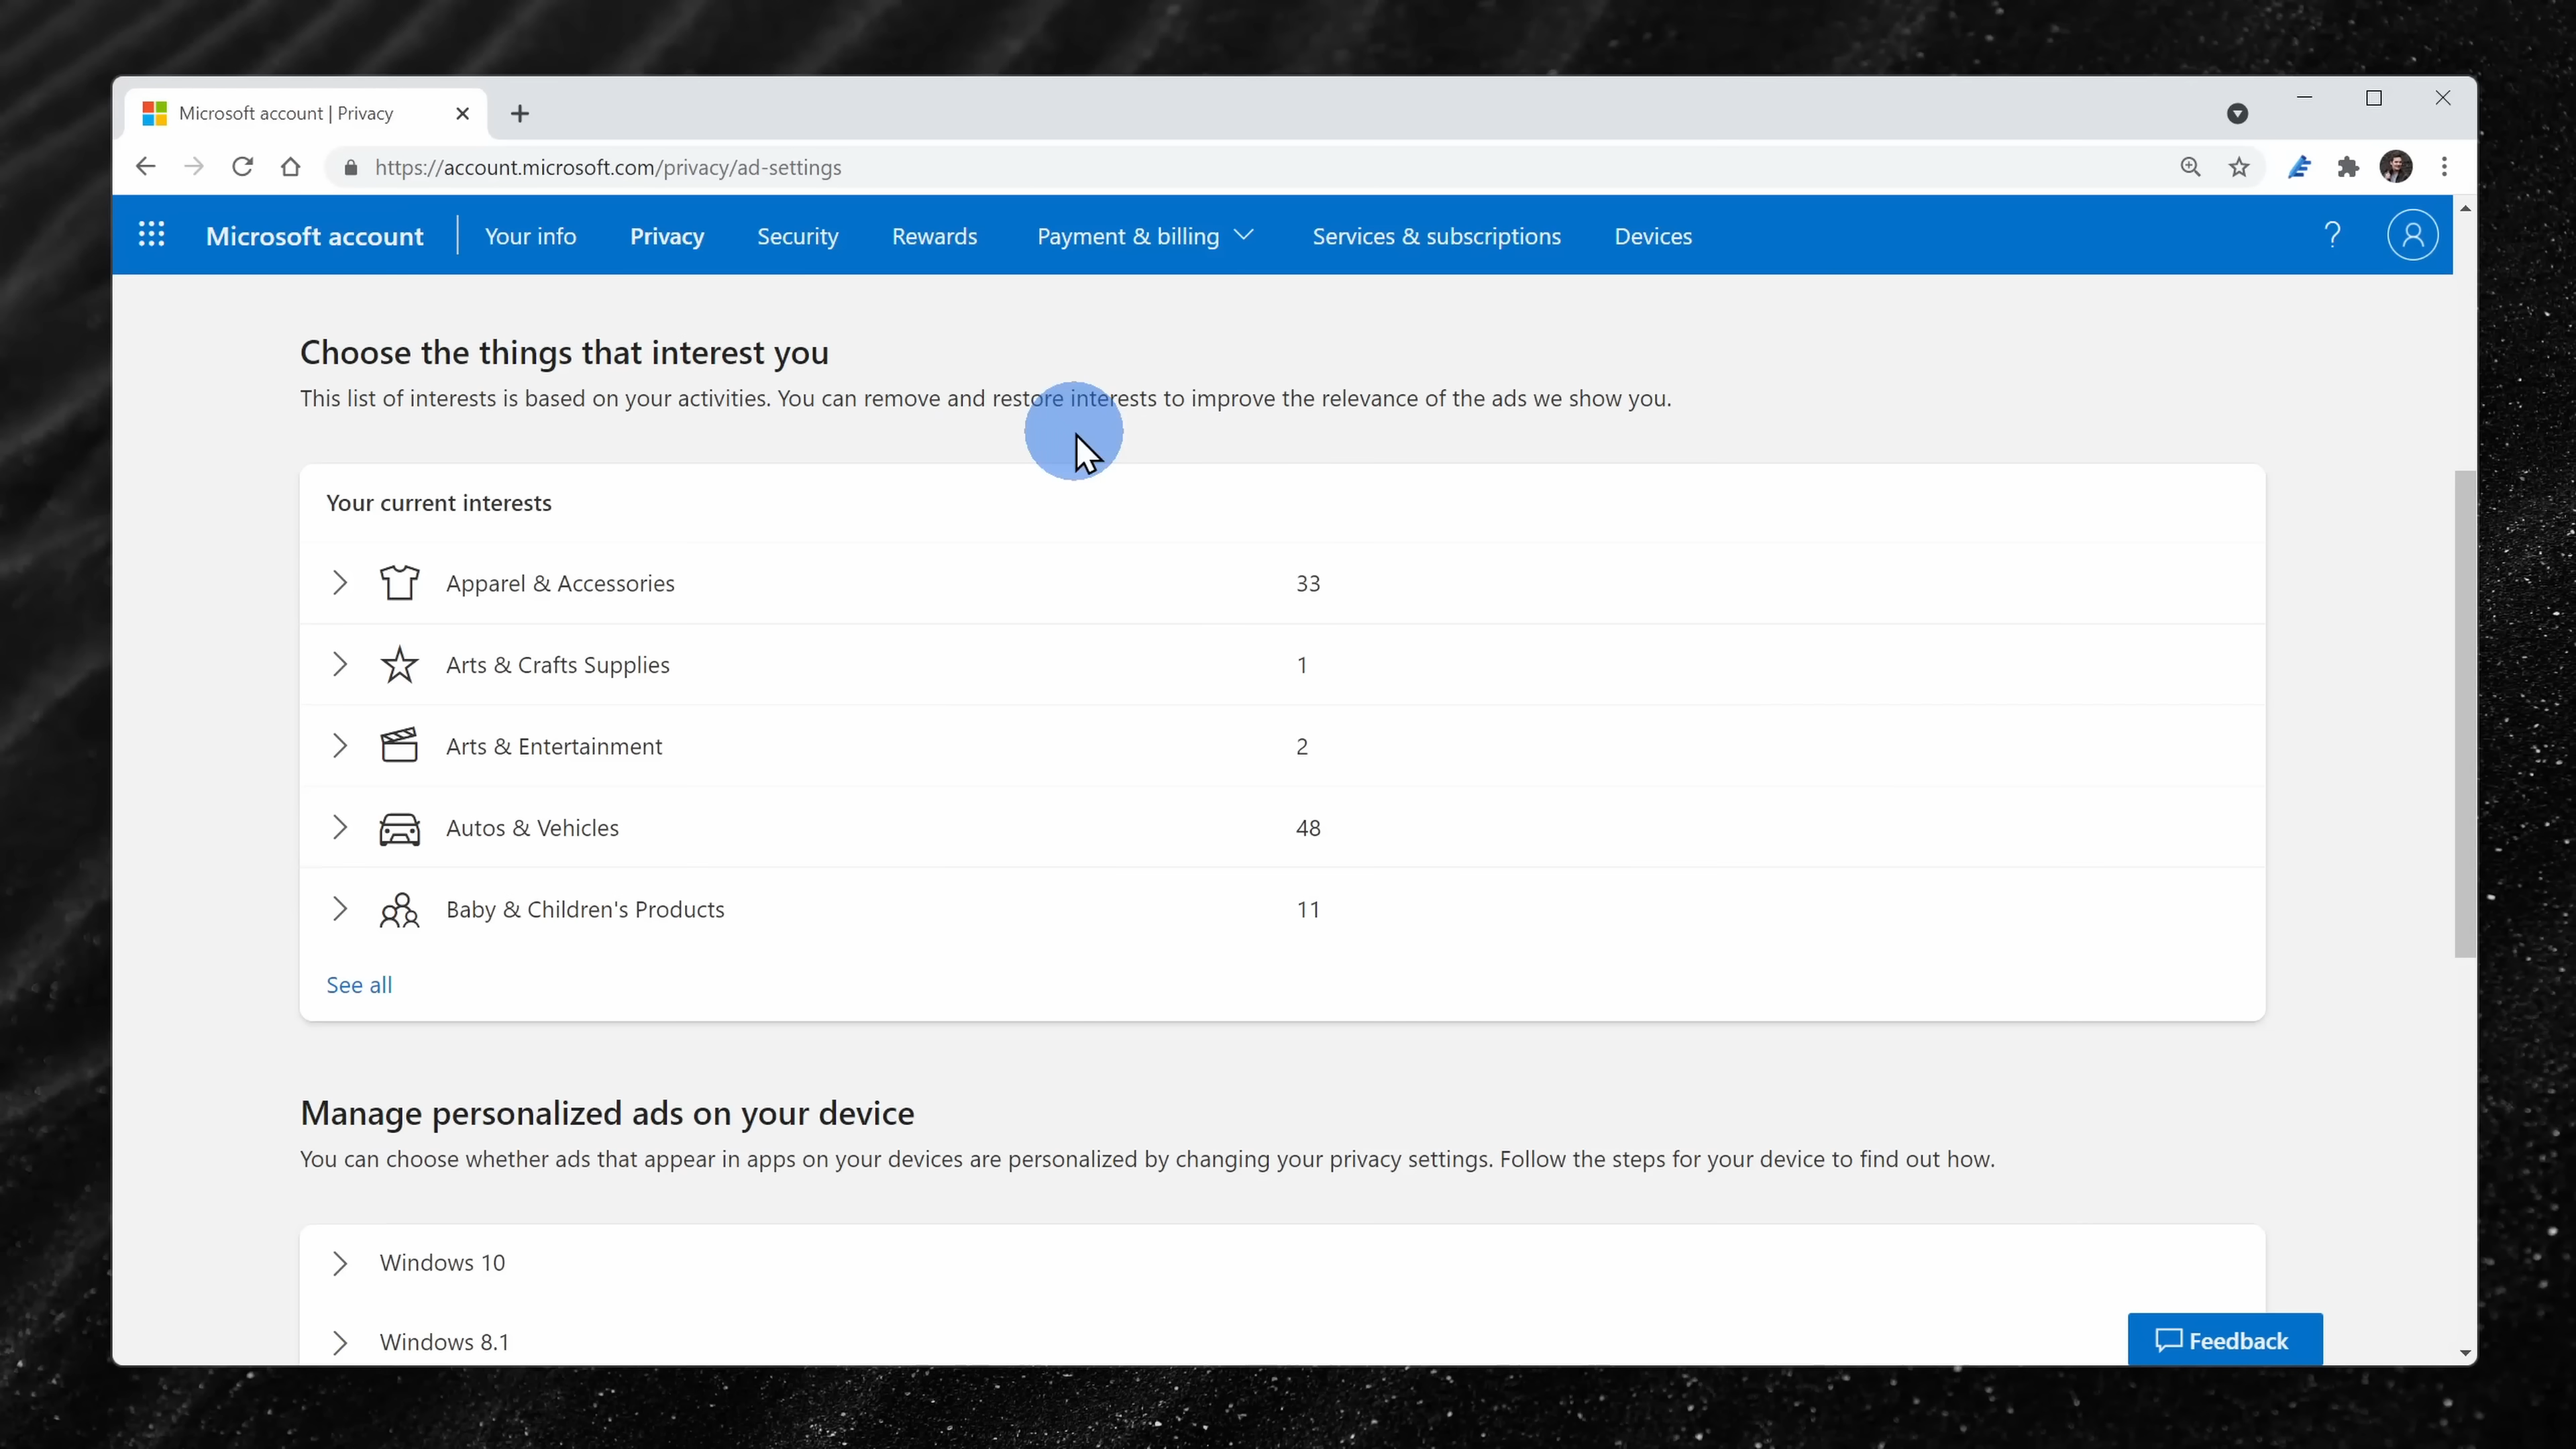 Microsoft account | Privacy
https://account.microsoft.com/privacy/ad-settings
Microsoft account
Your info
Privacy
Security
Rewards
Payment & billing
Services & subscriptions
Devices
?
Choose the things that interest you
This list of interests is based on your activities. You can remove and restore interests to improve the relevance of the ads we show you.
Your current interests
Apparel & Accessories 33
Arts & Crafts Supplies 1
Arts & Entertainment 2
Autos & Vehicles 48
Baby & Children's Products 11
See all
Manage personalized ads on your device
You can choose whether ads that appear in apps on your devices are personalized by changing your privacy settings. Follow the steps for your device to find out how.
Windows 10
Windows 8.1
Feedback